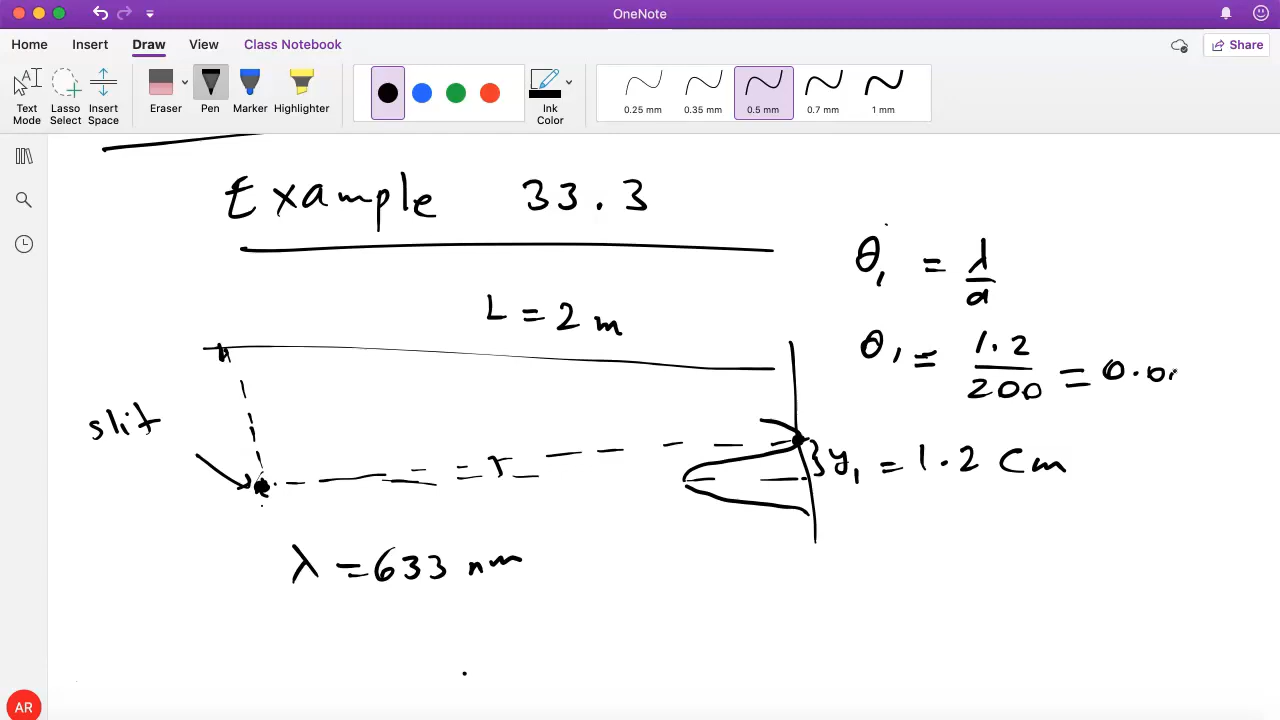 OneNote
Home Insert Draw View Class Notebook Share
Text Mode
Lasso Select
Insert Space
Eraser
Pen
Marker
Highlighter
Ink Color
0.25 mm
0.35 mm
0.5 mm
0.7 mm
1 mm
Example 33.3
L = 2 m
θ₁ = λ/a
θ₁ = 1.2/200 = 0.0
slit
y₁ = 1.2 cm
λ = 633 nm
AR